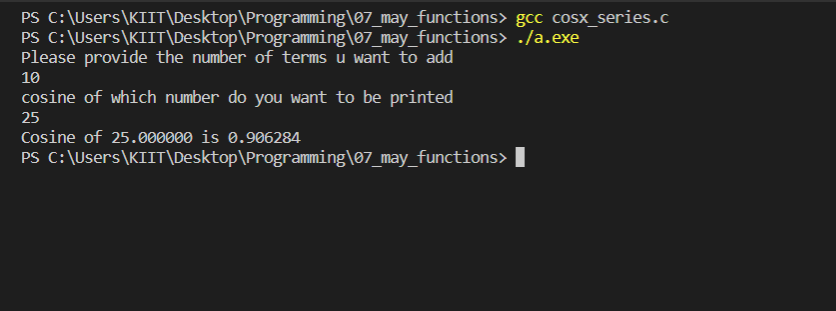 PS C:\Users\KIIT\Desktop\Programming\07_may_functions> gcc cosx_series.c
PS C:\Users\KIIT\Desktop\Programming\07_may_functions> ./a.exe
Please provide the number of terms u want to add
10
cosine of which number do you want to be printed
25
Cosine of 25.000000 is 0.906284
PS C:\Users\KIIT\Desktop\Programming\07_may_functions>